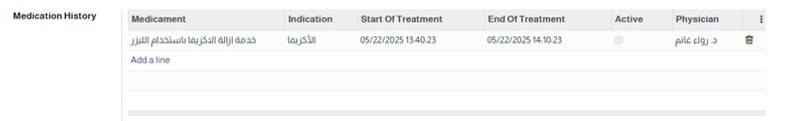 Medication History
Medicament Indication Start Of Treatment End Of Treatment Active Physician
خدمة ازالة الاكزيما باستخدام الليزر الأكزيما 05/22/2025 13.40.23 05/22/2025 14.10.23 د. رواء غانم
Add a line